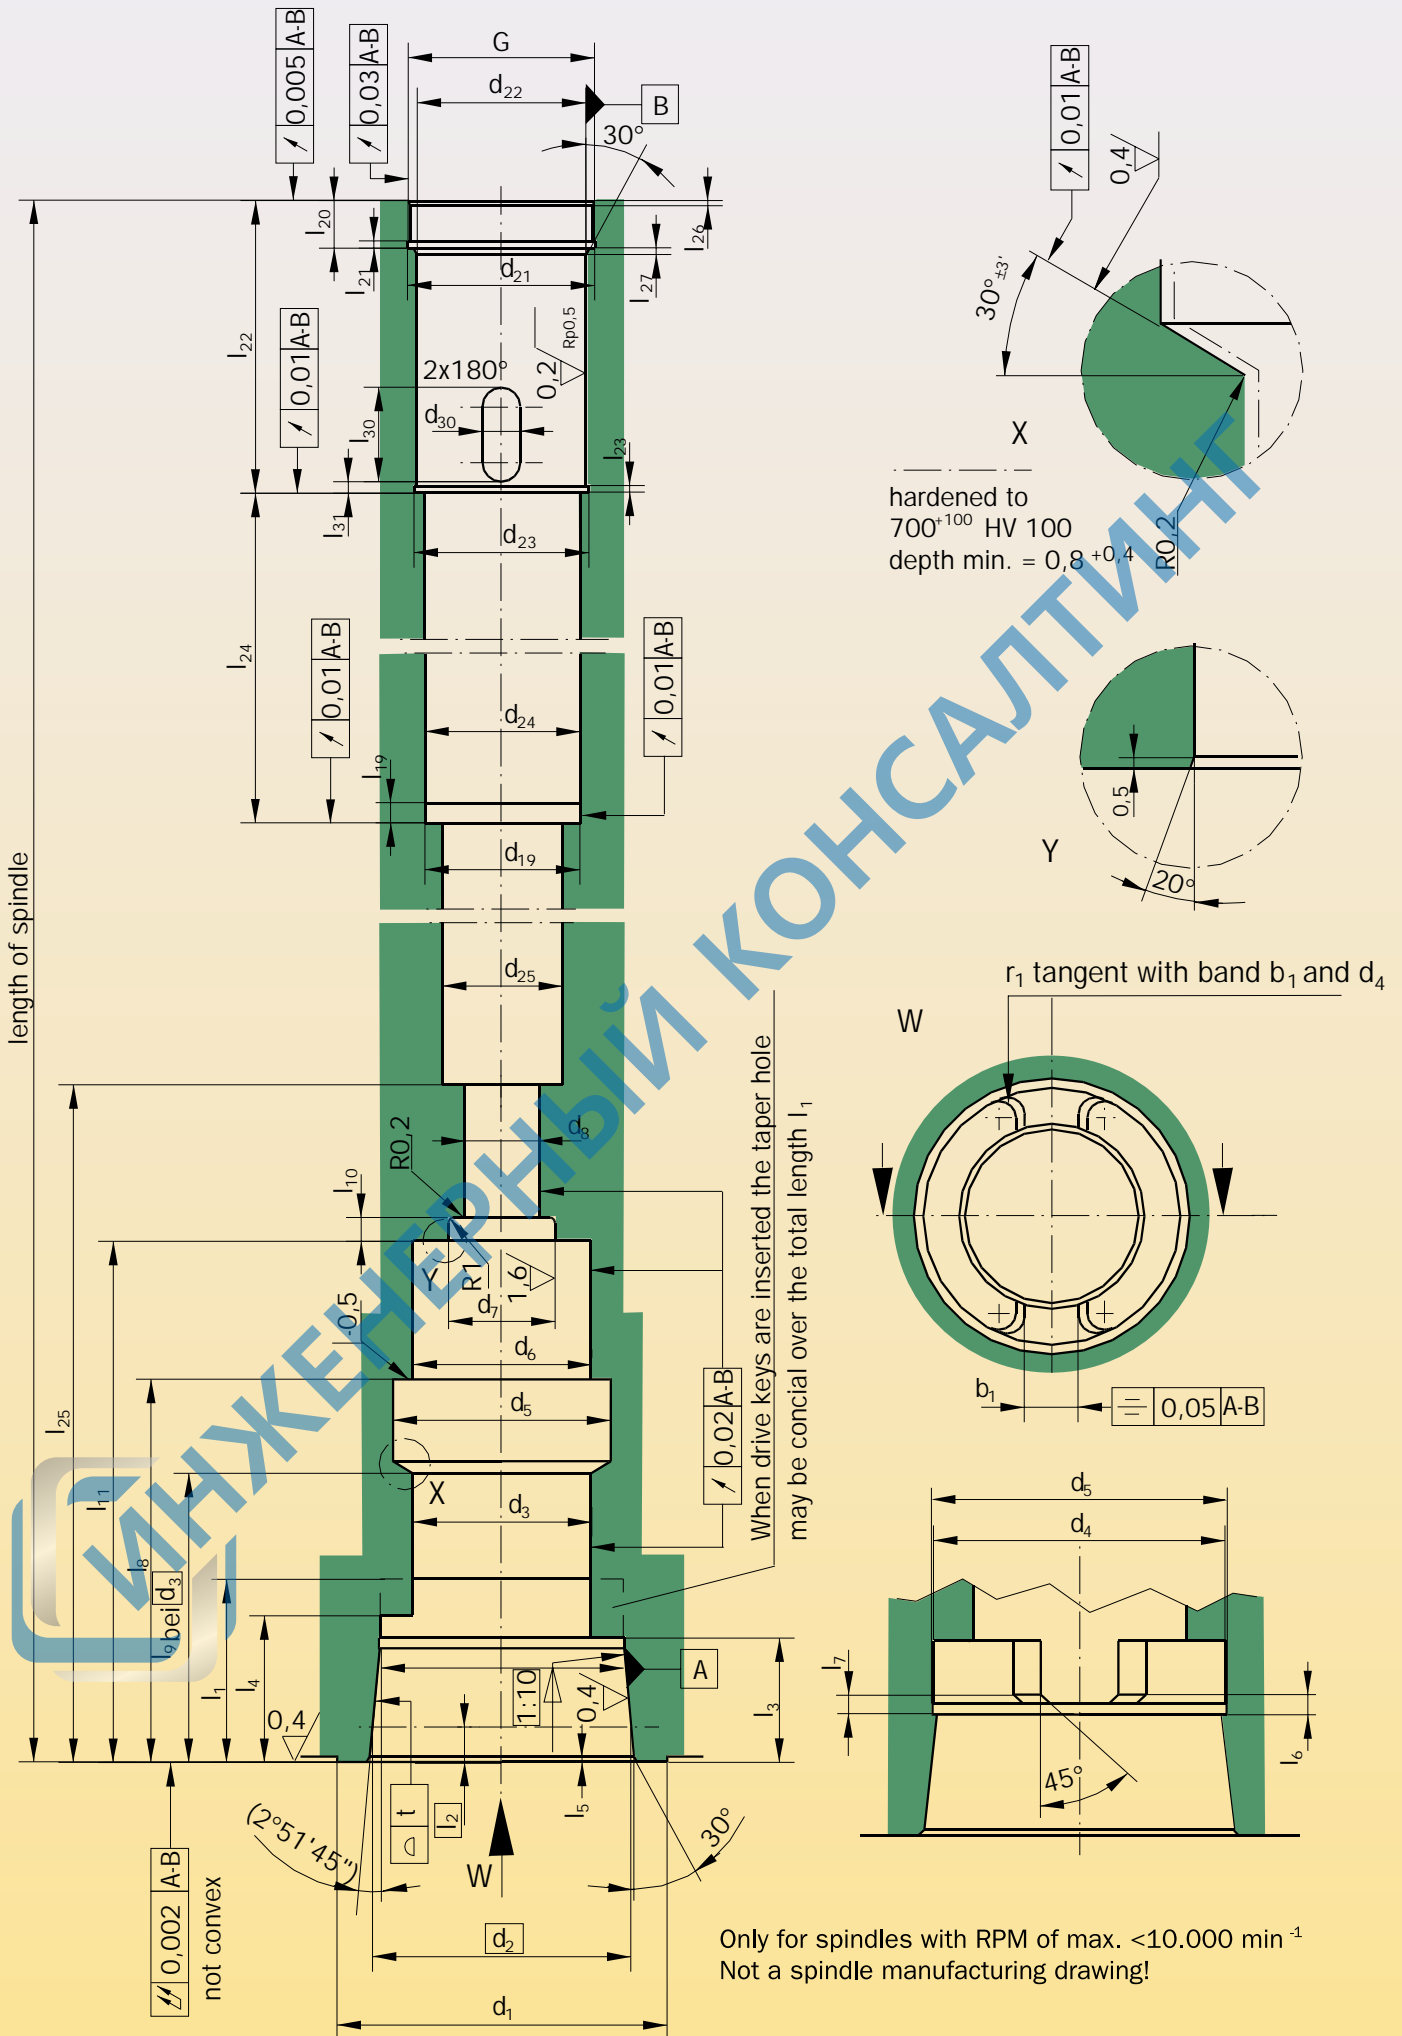 0,005 A-B
0,03 A-B
G
d22
B
30°
0,01 A-B
0,4
l20
l26
l21
d21
l27
30°±3'
l22
0,01 A-B
Rp0,5
0,2
2x180°
d30
l30
l23
l31
d23
X
hardened to
700+100 HV 100
depth min. = 0,8 +0,4
R0,2
l24
0,01 A-B
0,01 A-B
d24
l19
d19
0,5
Y
20°
length of spindle
d25
r1 tangent with band b1 and d4
W
When drive keys are inserted the taper hole
may be concial over the total length l1
R0,2
d8
l10
Y
R1
1,6
d7
-0,5
d6
l25
d5
0,02 A-B
b1
0,05 A-B
X
l11
d3
l8
l9 bei d3
l1
l4
d5
d4
A
1:10
0,4
l3
l7
l6
45°
0,4
t
l2
l5
(2°51'45")
30°
W
0,002 A-B
not convex
d2
d1
Only for spindles with RPM of max. <10.000 min -1
Not a spindle manufacturing drawing!
ИНЖЕНЕРНЫЙ КОНСАЛТИНГ